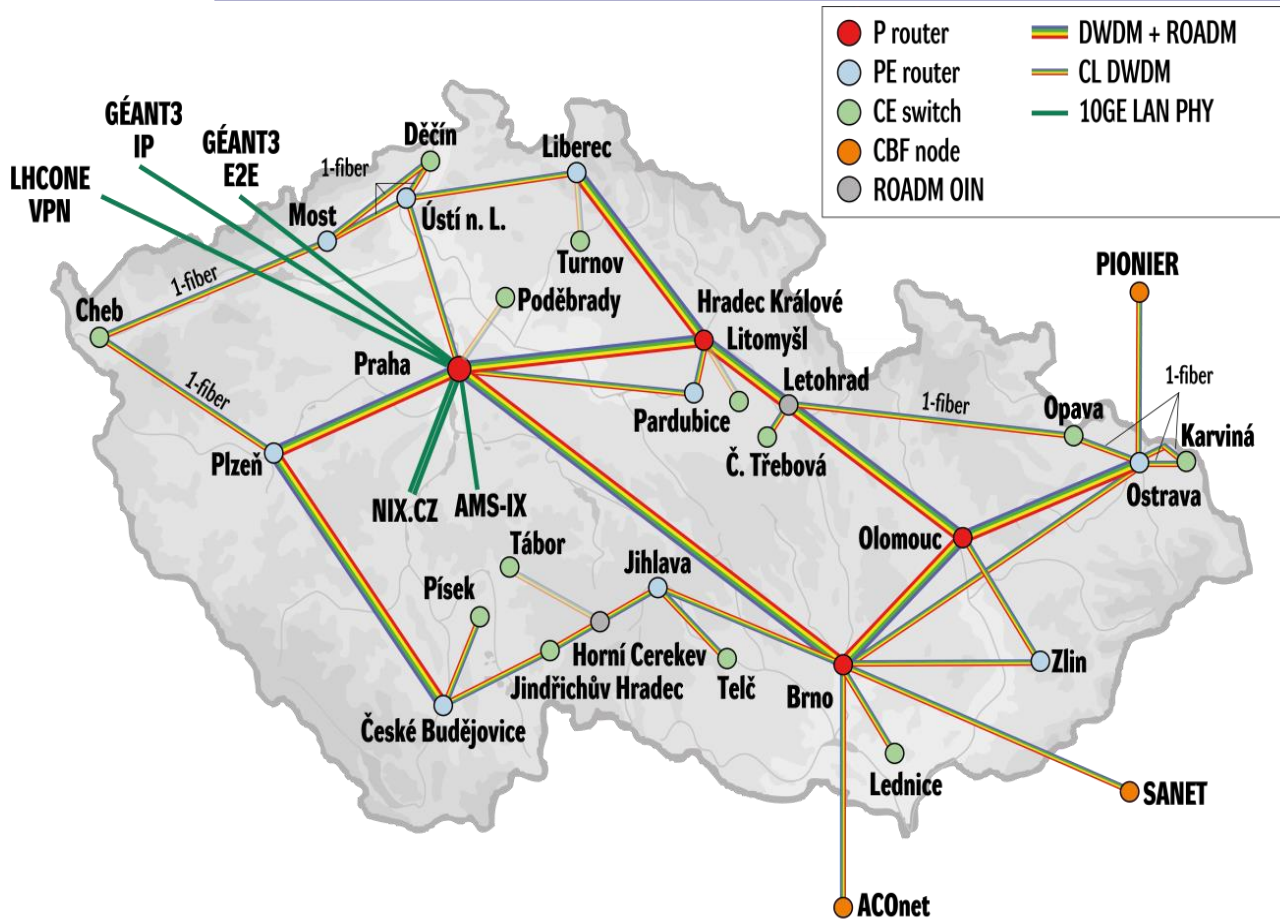 P router
PE router
CE switch
CBF node
ROADM OIN
DWDM + ROADM
CL DWDM
10GE LAN PHY
GÉANT3
IP
GÉANT3
E2E
LHCONE
VPN
Děčín
1-fiber
Liberec
Most
Ústí n. L.
Turnov
PIONIER
1-fiber
Cheb
Poděbrady
Hradec Králové
Litomyšl
Praha
Letohrad
1-fiber
1-fiber
1-fiber
Opava
Pardubice
Karviná
Č. Třebová
Plzeň
Ostrava
NIX.CZ
AMS-IX
Olomouc
Tábor
Jihlava
Písek
Horní Cerekev
Zlin
Jindřichův Hradec
Telč
Brno
České Budějovice
Lednice
SANET
ACOnet